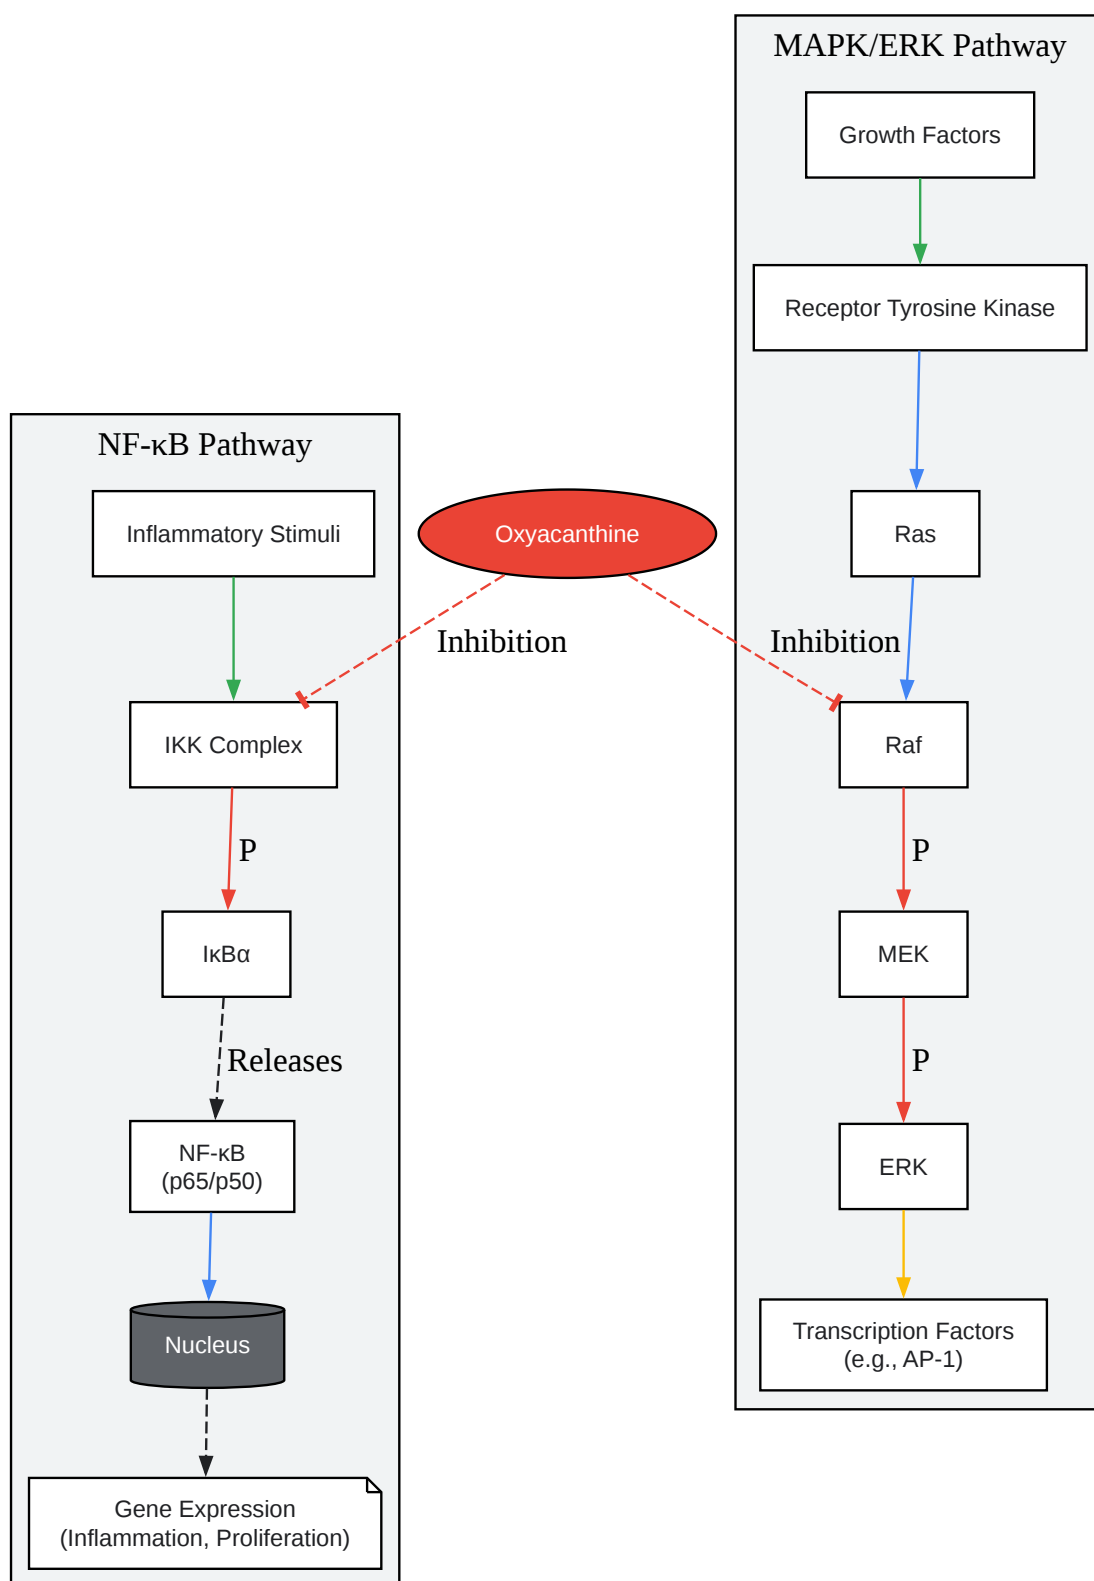 MAPK/ERK Pathway
Growth Factors
Receptor Tyrosine Kinase
Ras
Raf
P
MEK
P
ERK
Transcription Factors
(e.g., AP-1)
Oxyacanthine
Inhibition
Inhibition
NF-κB Pathway
Inflammatory Stimuli
IKK Complex
P
IκBα
Releases
NF-κB
(p65/p50)
Nucleus
Gene Expression
(Inflammation, Proliferation)